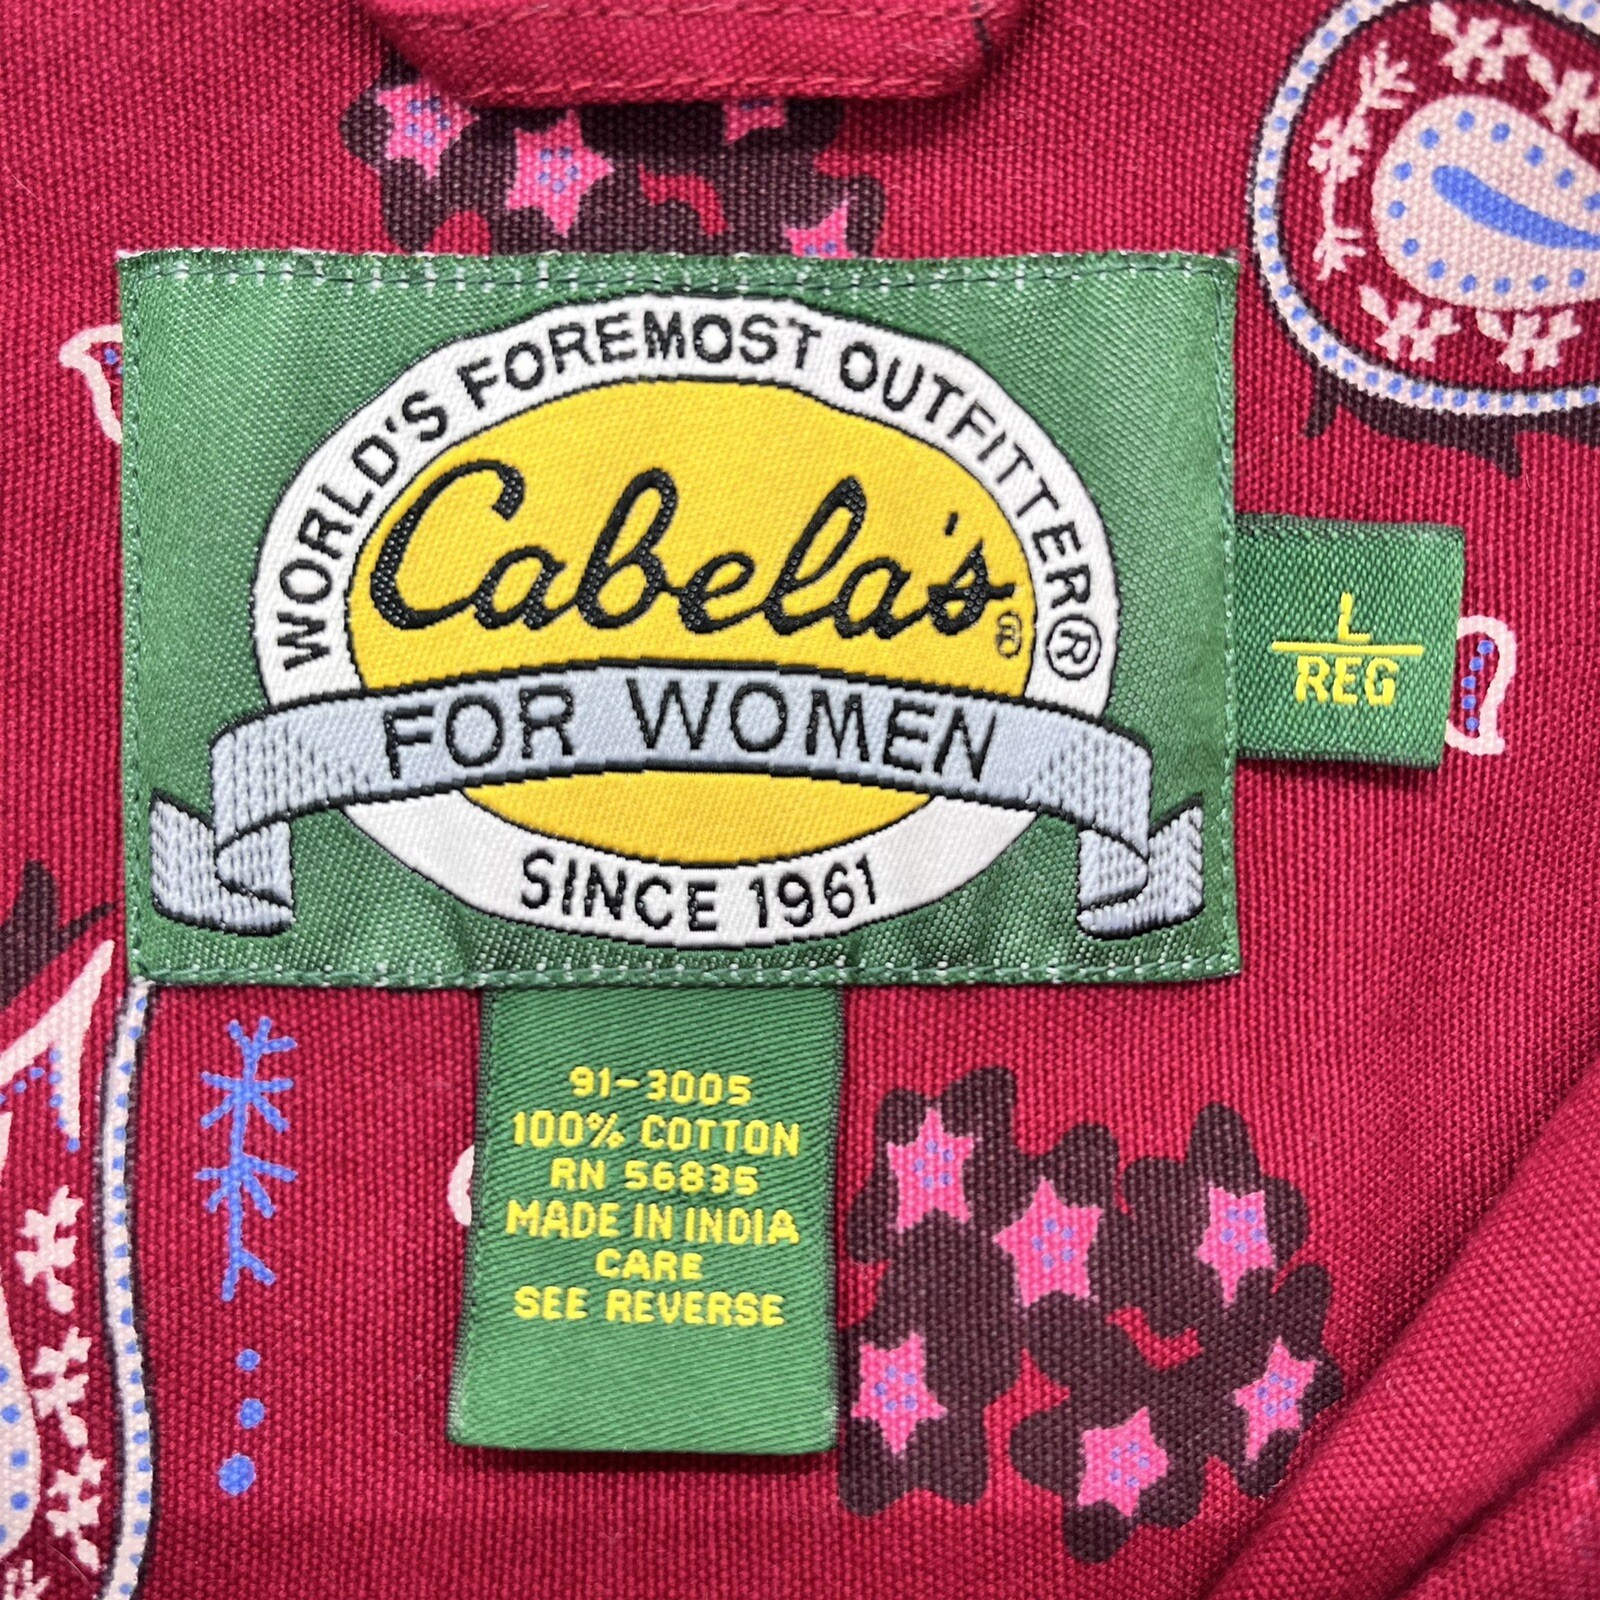 WORLD'S FOREMOST OUTFITTER®
Cabela's®
FOR WOMEN
SINCE 1961
L
REG
91-3005
100% COTTON
RN 56835
MADE IN INDIA
CARE
SEE REVERSE